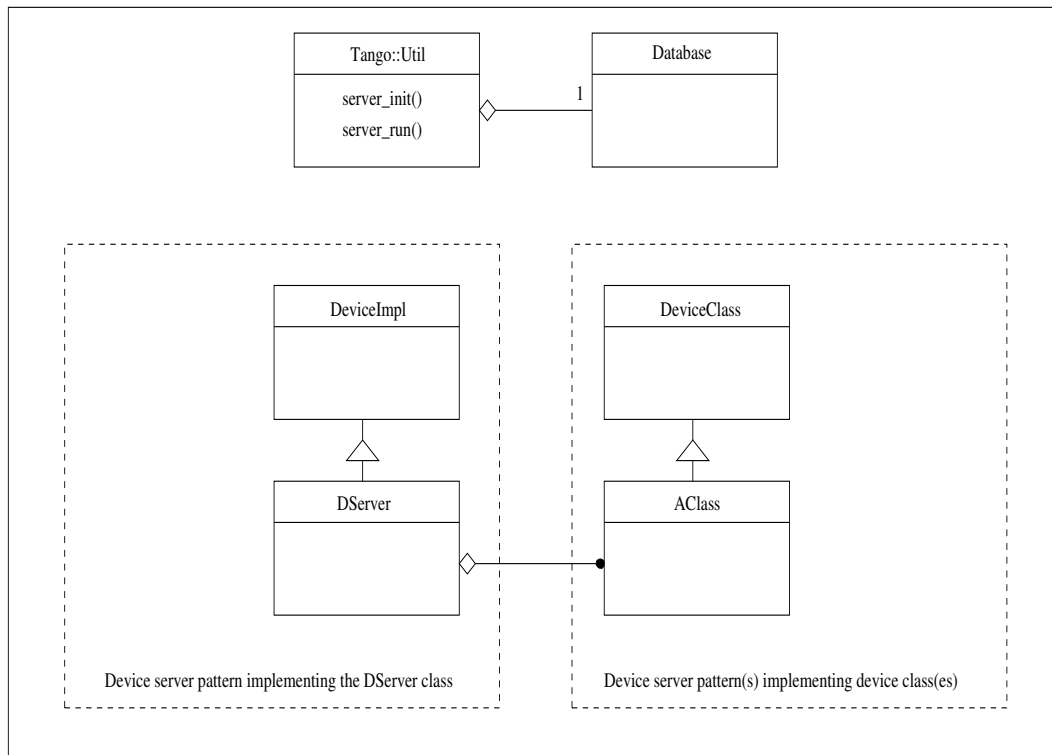 Tango::Util
server_init()
server_run()
1
Database
DeviceImpl
DeviceClass
DServer
AClass
Device server pattern implementing the DServer class
Device server pattern(s) implementing device class(es)